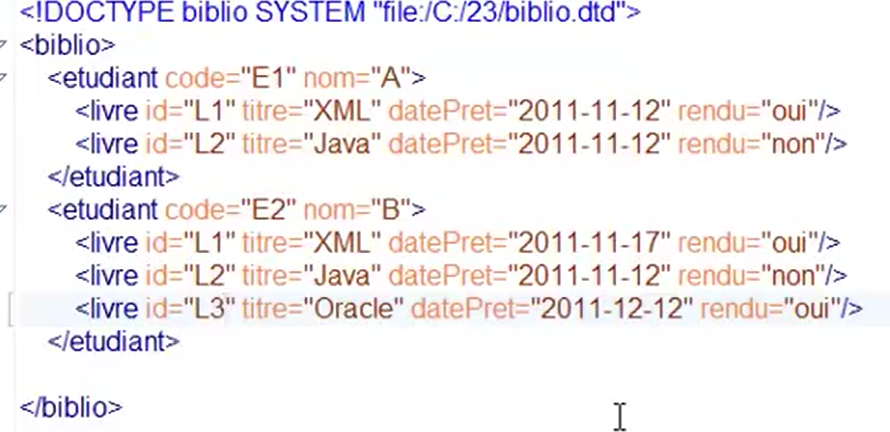 <!DOCTYPE biblio SYSTEM "file:/C:/23/biblio.dtd">
<biblio>
<etudiant code="E1" nom="A">
<livre id="L1" titre="XML" datePret="2011-11-12" rendu="oui"/>
<livre id="L2" titre="Java" datePret="2011-11-12" rendu="non"/>
</etudiant>
<etudiant code="E2" nom="B">
<livre id="L1" titre="XML" datePret="2011-11-17" rendu="oui"/>
<livre id="L2" titre="Java" datePret="2011-11-12" rendu="non"/>
<livre id="L3" titre="Oracle" datePret="2011-12-12" rendu="oui"/>
</etudiant>
</biblio>